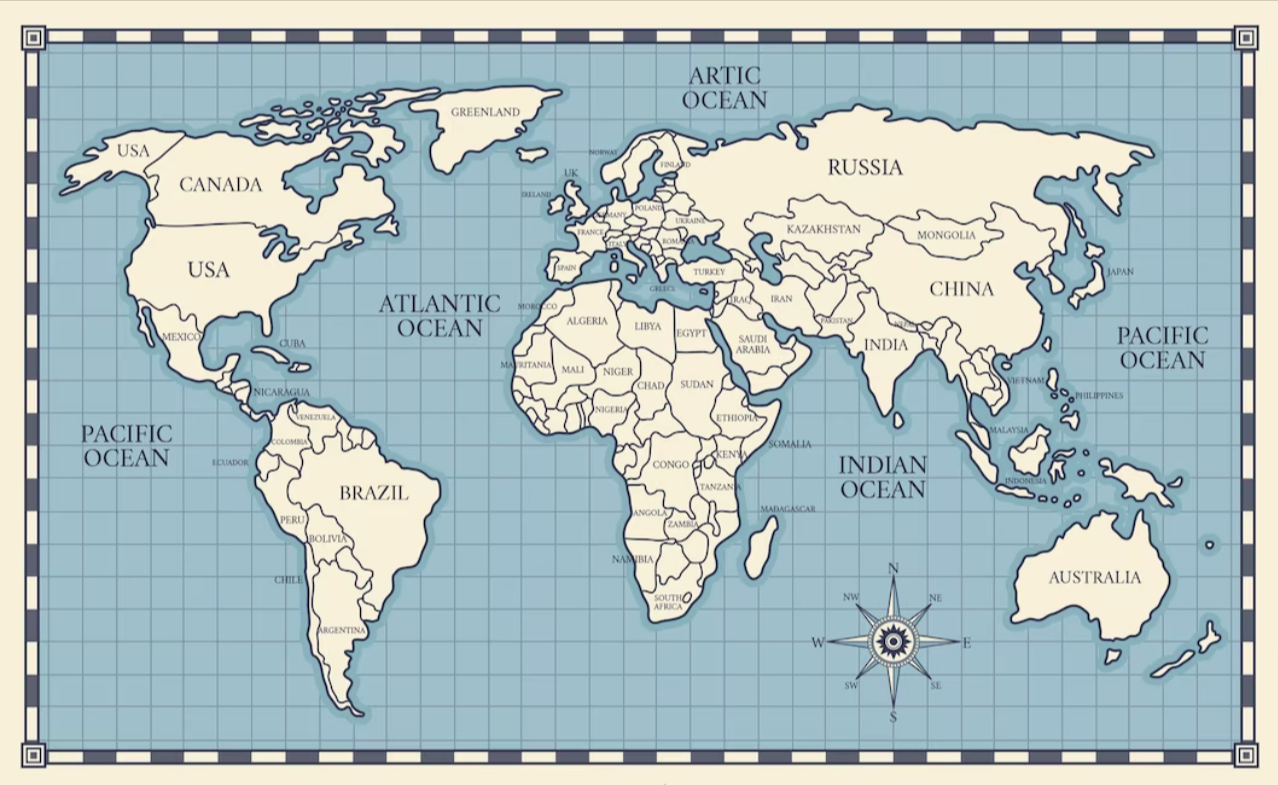 ARTIC
OCEAN
GREENLAND
USA
CANADA
NORWAY
FINLAND
RUSSIA
UK
IRELAND
GERMANY
POLAND
UKRAINE
FRANCE
ITALY
ROMANIA
KAZAKHSTAN
MONGOLIA
USA
SPAIN
GREECE
TURKEY
CHINA
JAPAN
ATLANTIC
OCEAN
MOROCCO
ALGERIA
LIBYA
EGYPT
IRAQ
IRAN
PAKISTAN
NEPAL
PACIFIC
OCEAN
MEXICO
CUBA
SAUDI
ARABIA
INDIA
MAURITANIA
MALI
NIGER
CHAD
SUDAN
VIETNAM
PHILIPPINES
NICARAGUA
VENEZUELA
NIGERIA
ETHIOPIA
MALAYSIA
PACIFIC
OCEAN
COLOMBIA
ECUADOR
SOMALIA
KENYA
CONGO
INDIAN
OCEAN
INDONESIA
BRAZIL
TANZANIA
PERU
BOLIVIA
ANGOLA
ZAMBIA
MADAGASCAR
CHILE
NAMIBIA
AUSTRALIA
SOUTH
AFRICA
ARGENTINA
N
NW
NE
W
E
SW
SE
S